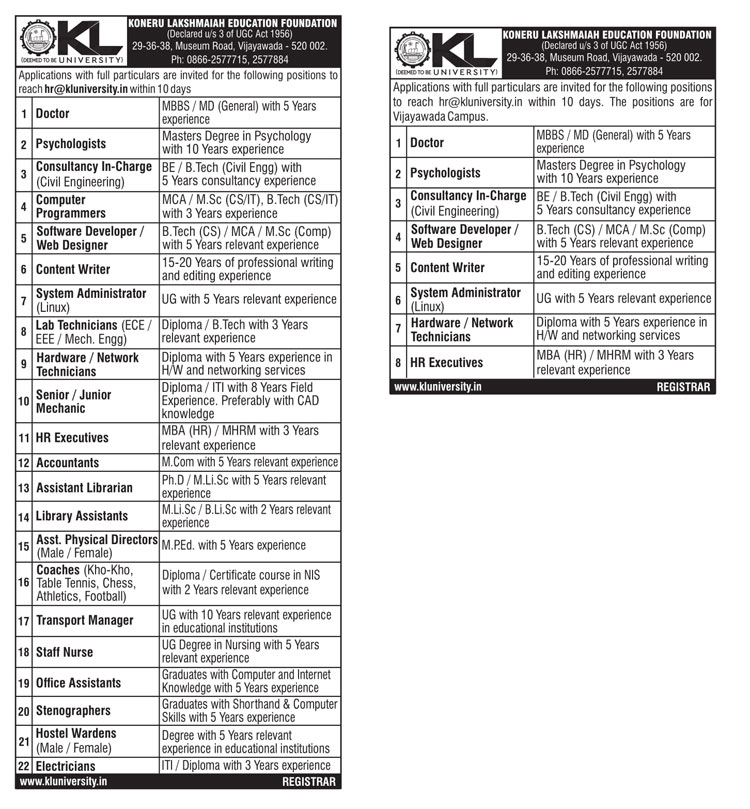 KL
(DEEMED TO BE UNIVERSITY)
KONERU LAKSHMAIAH EDUCATION FOUNDATION
(Declared u/s 3 of UGC Act 1956)
29-36-38, Museum Road, Vijayawada - 520 002.
Ph: 0866-2577715, 2577884
Applications with full particulars are invited for the following positions to
reach hr@kluniversity.in within 10 days
1 Doctor
MBBS / MD (General) with 5 Years
experience
2 Psychologists
Masters Degree in Psychology
with 10 Years experience
3 Consultancy In-Charge
(Civil Engineering)
BE / B.Tech (Civil Engg) with
5 Years consultancy experience
4 Computer
Programmers
MCA / M.Sc (CS/IT), B.Tech (CS/IT)
with 3 Years experience
5 Software Developer /
Web Designer
B.Tech (CS) / MCA / M.Sc (Comp)
with 5 Years relevant experience
6 Content Writer
15-20 Years of professional writing
and editing experience
7 System Administrator
(Linux)
UG with 5 Years relevant experience
8 Lab Technicians (ECE /
EEE / Mech. Engg)
Diploma / B.Tech with 3 Years
relevant experience
9 Hardware / Network
Technicians
Diploma with 5 Years experience in
H/W and networking services
10 Senior / Junior
Mechanic
Diploma / ITI with 8 Years Field
Experience. Preferably with CAD
knowledge
11 HR Executives
MBA (HR) / MHRM with 3 Years
relevant experience
12 Accountants
M.Com with 5 Years relevant experience
13 Assistant Librarian
Ph.D / M.Li.Sc with 5 Years relevant
experience
14 Library Assistants
M.Li.Sc / B.Li.Sc with 2 Years relevant
experience
15 Asst. Physical Directors
(Male / Female)
M.P.Ed. with 5 Years experience
16 Coaches (Kho-Kho,
Table Tennis, Chess,
Athletics, Football)
Diploma / Certificate course in NIS
with 2 Years relevant experience
17 Transport Manager
UG with 10 Years relevant experience
in educational institutions
18 Staff Nurse
UG Degree in Nursing with 5 Years
relevant experience
19 Office Assistants
Graduates with Computer and Internet
Knowledge with 5 Years experience
20 Stenographers
Graduates with Shorthand & Computer
Skills with 5 Years experience
21 Hostel Wardens
(Male / Female)
Degree with 5 Years relevant
experience in educational institutions
22 Electricians
ITI / Diploma with 3 Years experience
www.kluniversity.in REGISTRAR
KL
(DEEMED TO BE UNIVERSITY)
KONERU LAKSHMAIAH EDUCATION FOUNDATION
(Declared u/s 3 of UGC Act 1956)
29-36-38, Museum Road, Vijayawada - 520 002.
Ph: 0866-2577715, 2577884
Applications with full particulars are invited for the following positions
to reach hr@kluniversity.in within 10 days. The positions are for
Vijayawada Campus.
1 Doctor
MBBS / MD (General) with 5 Years
experience
2 Psychologists
Masters Degree in Psychology
with 10 Years experience
3 Consultancy In-Charge
(Civil Engineering)
BE / B.Tech (Civil Engg) with
5 Years consultancy experience
4 Software Developer /
Web Designer
B.Tech (CS) / MCA / M.Sc (Comp)
with 5 Years relevant experience
5 Content Writer
15-20 Years of professional writing
and editing experience
6 System Administrator
(Linux)
UG with 5 Years relevant experience
7 Hardware / Network
Technicians
Diploma with 5 Years experience in
H/W and networking services
8 HR Executives
MBA (HR) / MHRM with 3 Years
relevant experience
www.kluniversity.in REGISTRAR